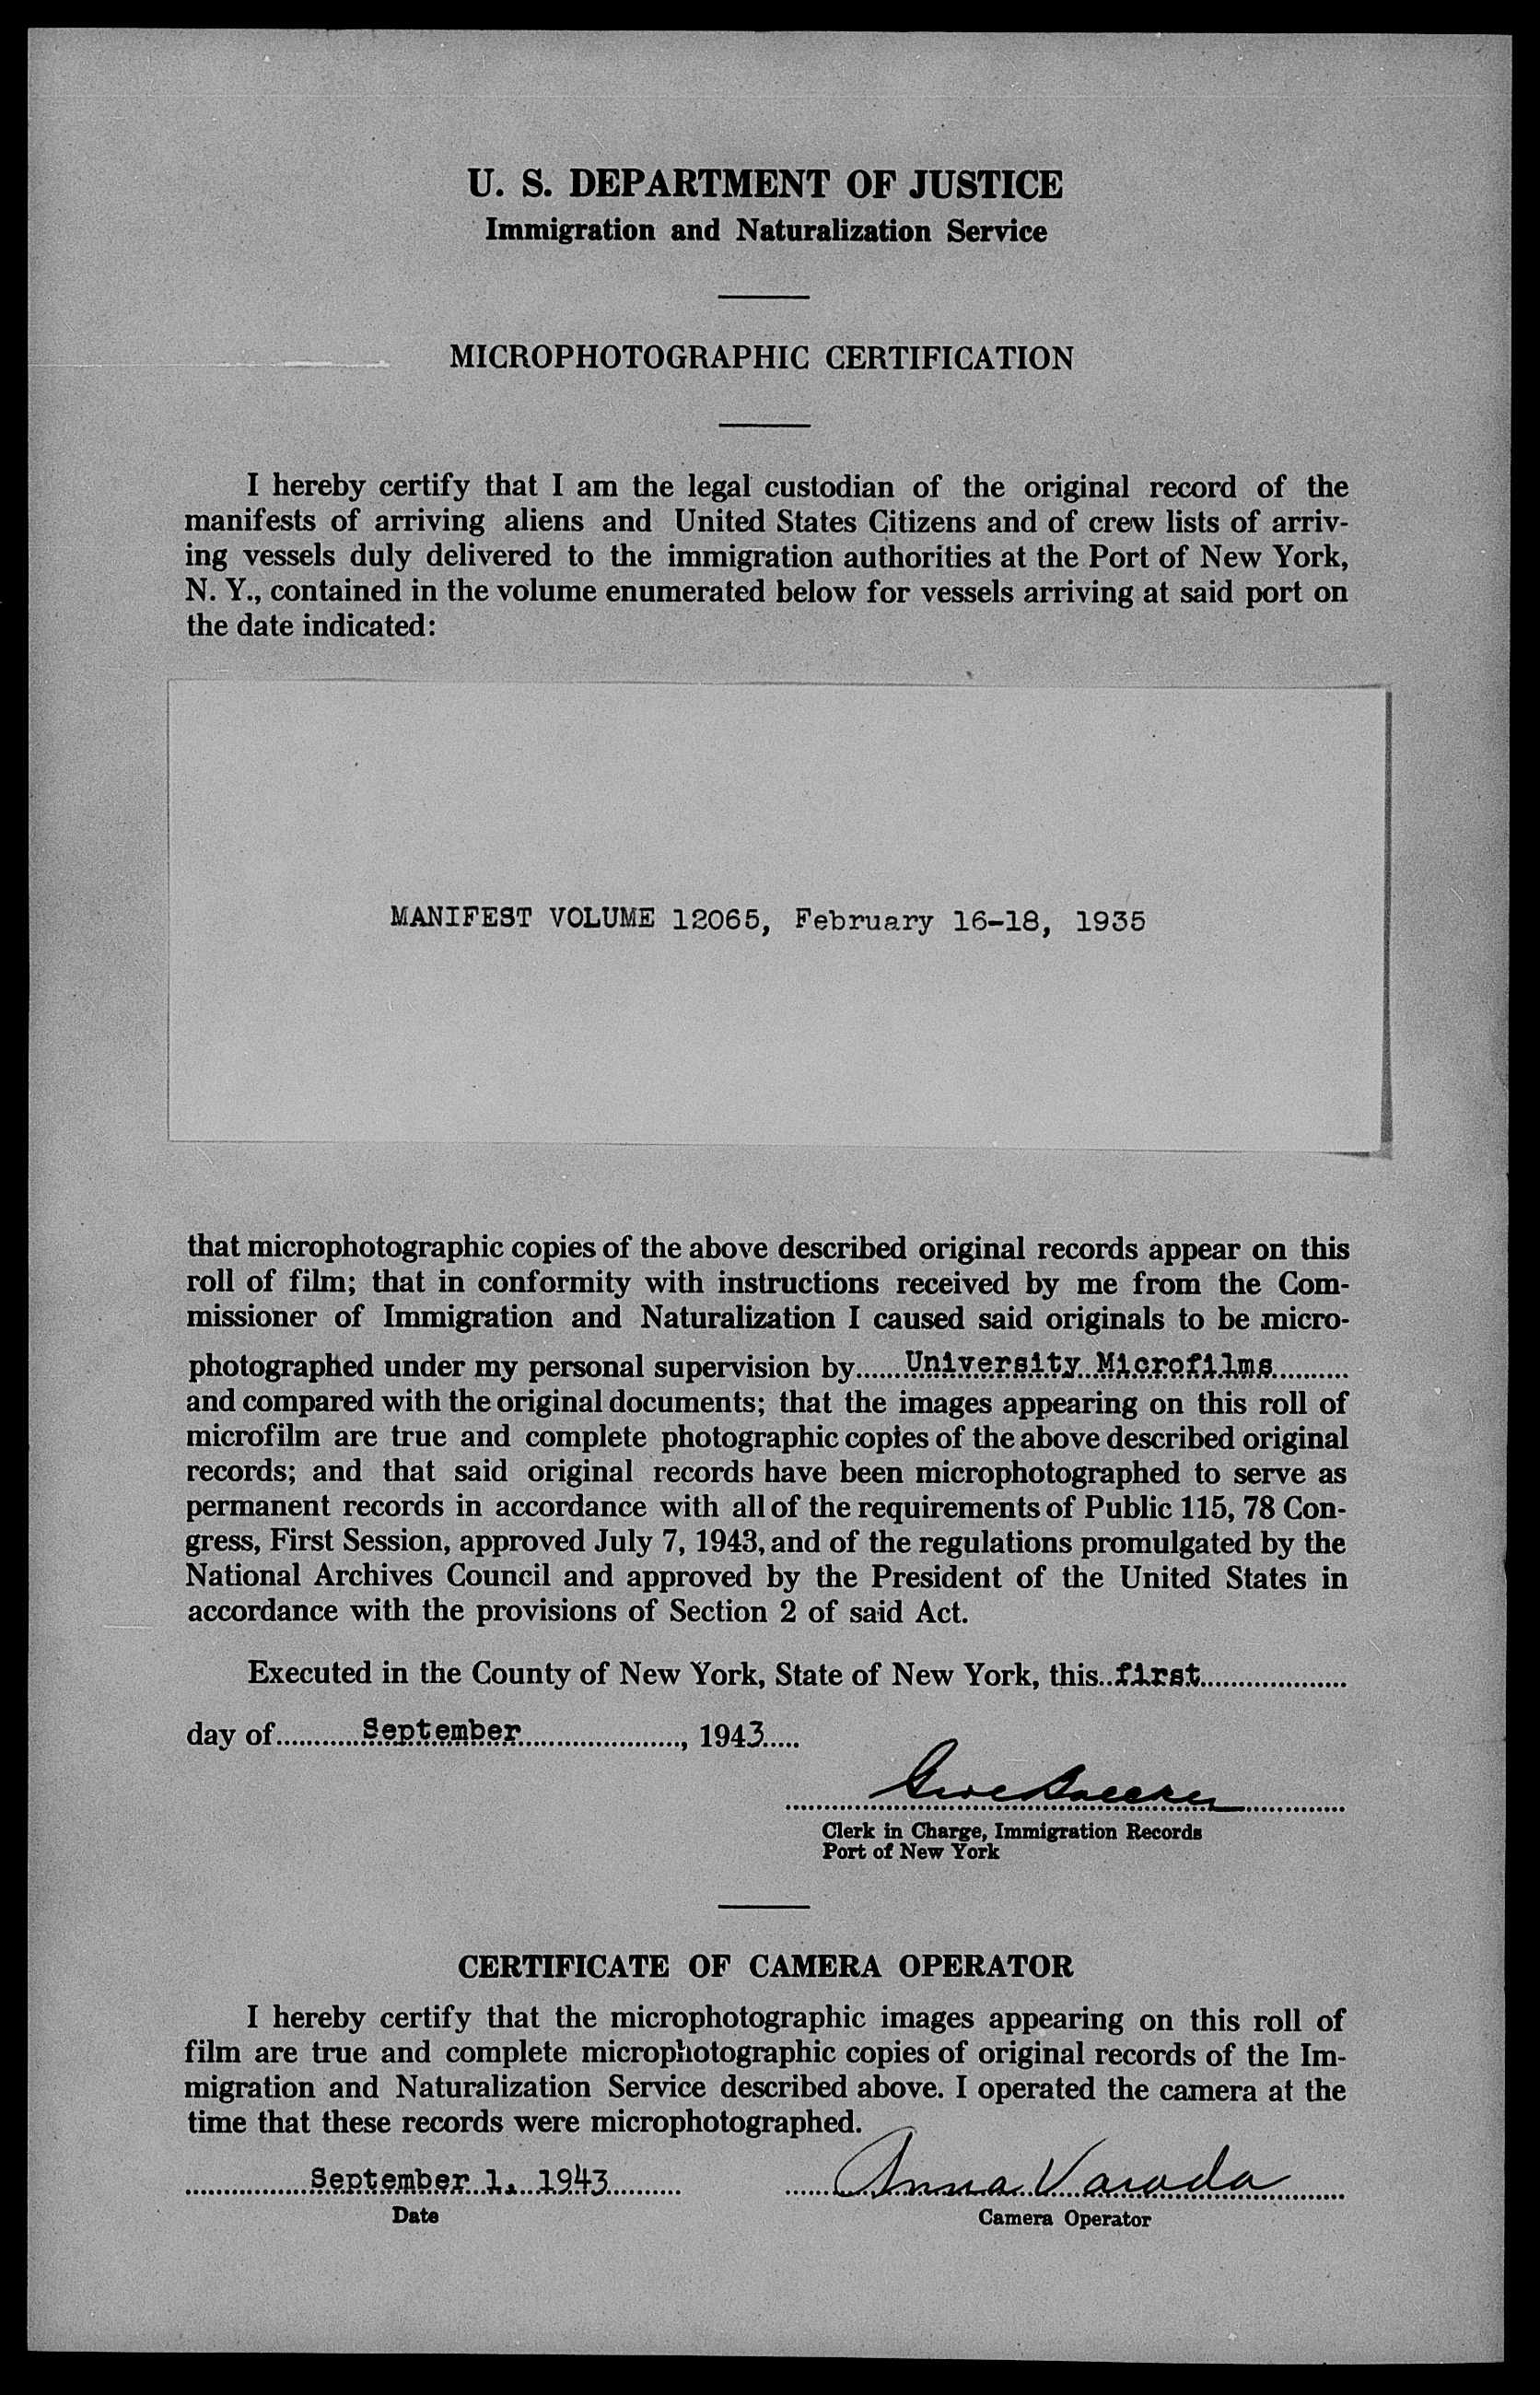 U. S. DEPARTMENT OF JUSTICE
Immigration and Naturalization Service
MICROPHOTOGRAPHIC CERTIFICATION
I hereby certify that I am the legal custodian of the original record of the
manifests of arriving aliens and United States Citizens and of crew lists of arriv-
ing vessels duly delivered to the immigration authorities at the Port of New York,
N. Y., contained in the volume enumerated below for vessels arriving at said port on
the date indicated:
MANIFEST VOLUME 12065, February 16-18, 1935
that microphotographic copies of the above described original records appear on this
roll of film; that in conformity with instructions received by me from the Com-
missioner of Immigration and Naturalization I caused said originals to be micro-
photographed under my personal supervision by......University Microfilms..........
and compared with the original documents; that the images appearing on this roll of
microfilm are true and complete photographic copies of the above described original
records; and that said original records have been microphotographed to serve as
permanent records in accordance with all of the requirements of Public 115, 78 Con-
gress, First Session, approved July 7, 1943, and of the regulations promulgated by the
National Archives Council and approved by the President of the United States in
accordance with the provisions of Section 2 of said Act.
Executed in the County of New York, State of New York, this..first....................
day of............September......................, 1943.....
Clerk in Charge, Immigration Records
Port of New York
CERTIFICATE OF CAMERA OPERATOR
I hereby certify that the microphotographic images appearing on this roll of
film are true and complete microphotographic copies of original records of the Im-
migration and Naturalization Service described above. I operated the camera at the
time that these records were microphotographed.
September 1, 1943 Anna Varada
Date Camera Operator